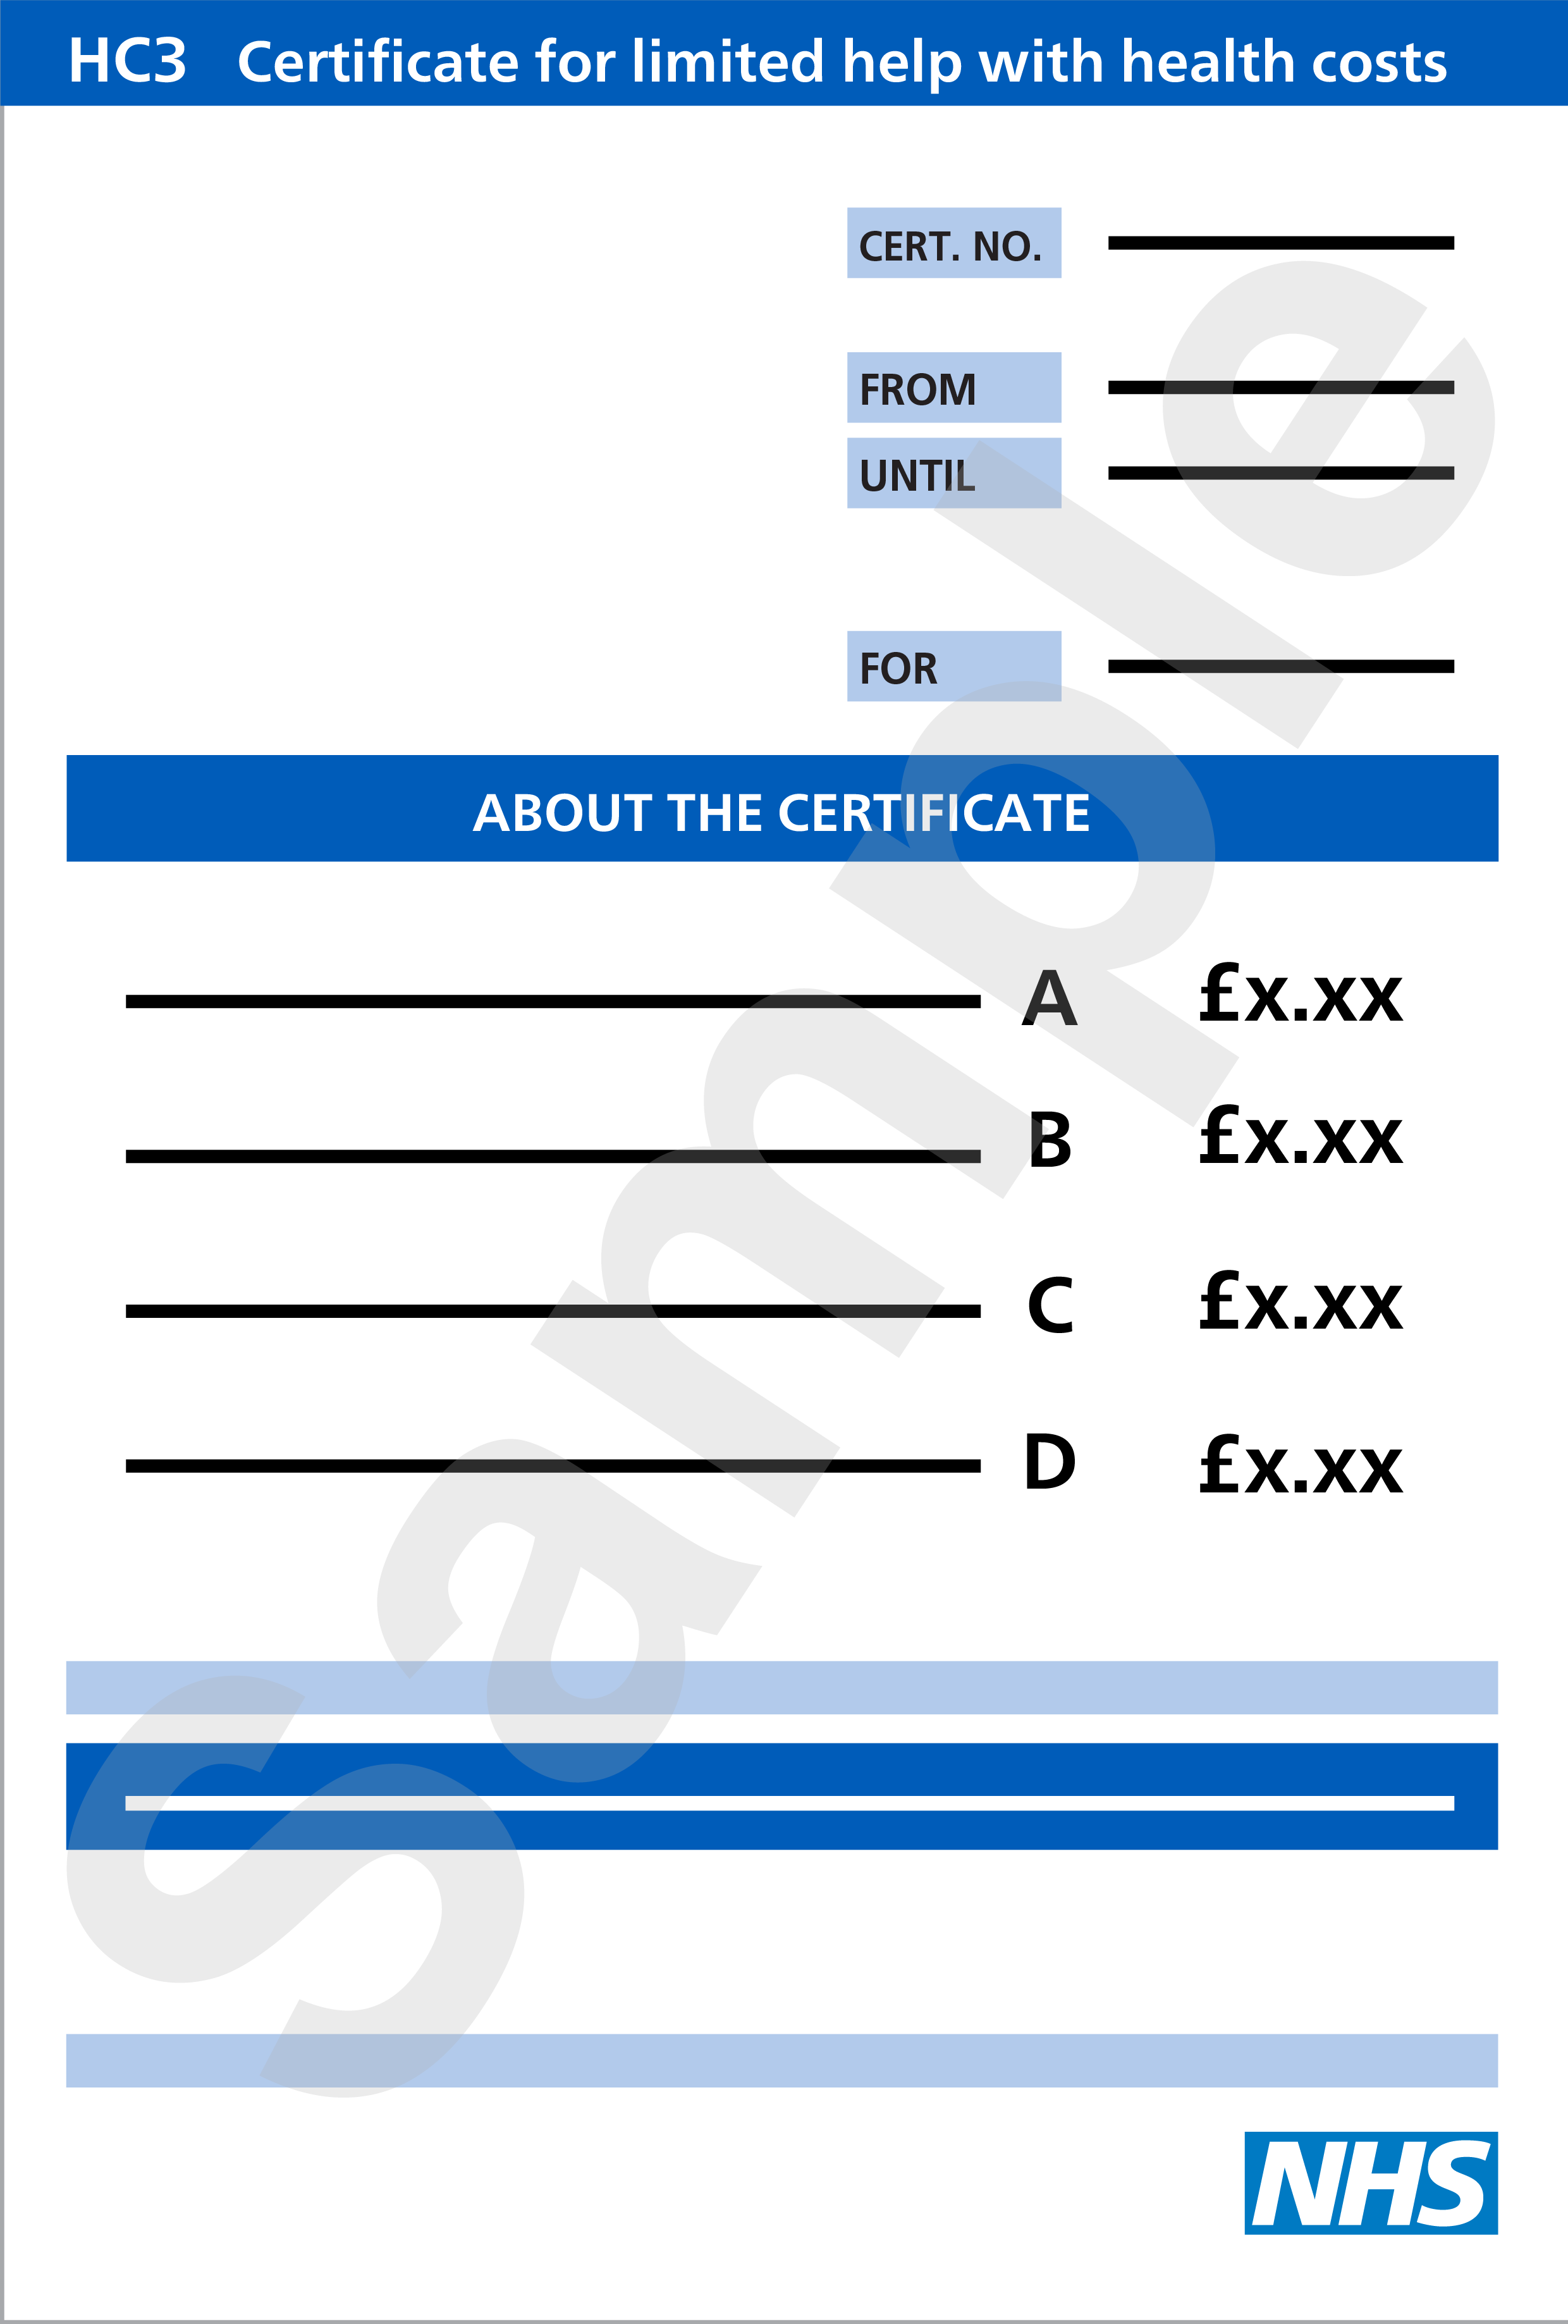 HC3 Certificate for limited help with health costs
CERT. NO.
FROM
UNTIL
FOR
ABOUT THE CERTIFICATE
A £x.xx
B £x.xx
C £x.xx
D £x.xx
Sample
NHS